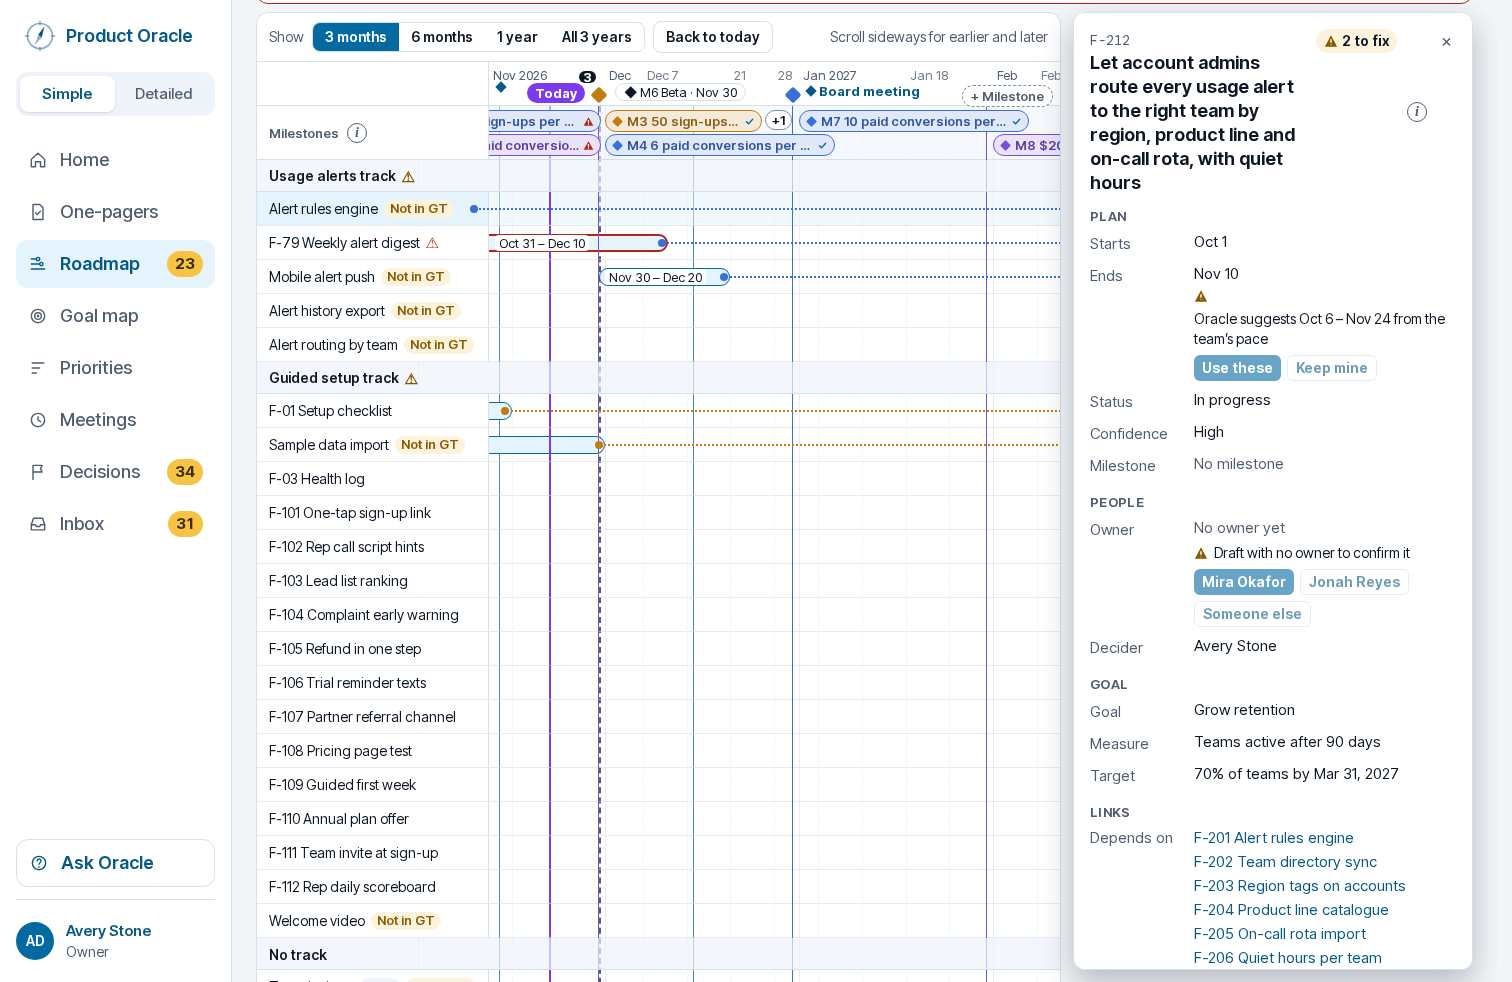 Product Oracle
Simple
Detailed
Home
One-pagers
Roadmap
23
Goal map
Priorities
Meetings
Decisions
34
Inbox
31
Ask Oracle
AD
Avery Stone
Owner
Show
3 months
6 months
1 year
All 3 years
Back to today
Scroll sideways for earlier and later
Nov 2026
3
Dec
Dec 7
21
28
Jan 2027
Jan 18
Feb
Feb
Today
M6 Beta · Nov 30
Board meeting
+ Milestone
Milestones
i
ign-ups per ...
M3 50 sign-ups...
+1
M7 10 paid conversions per...
aid conversio...
M4 6 paid conversions per ...
M8 $20
Usage alerts track
Alert rules engine
Not in GT
F-79 Weekly alert digest
Oct 31 – Dec 10
Mobile alert push
Not in GT
Nov 30 – Dec 20
Alert history export
Not in GT
Alert routing by team
Not in GT
Guided setup track
F-01 Setup checklist
Sample data import
Not in GT
F-03 Health log
F-101 One-tap sign-up link
F-102 Rep call script hints
F-103 Lead list ranking
F-104 Complaint early warning
F-105 Refund in one step
F-106 Trial reminder texts
F-107 Partner referral channel
F-108 Pricing page test
F-109 Guided first week
F-110 Annual plan offer
F-111 Team invite at sign-up
F-112 Rep daily scoreboard
Welcome video
Not in GT
No track
F-212
2 to fix
×
Let account admins
route every usage alert
to the right team by
region, product line and
on-call rota, with quiet
hours
i
PLAN
Starts
Oct 1
Ends
Nov 10
Oracle suggests Oct 6 – Nov 24 from the
team's pace
Use these
Keep mine
Status
In progress
Confidence
High
Milestone
No milestone
PEOPLE
Owner
No owner yet
Draft with no owner to confirm it
Mira Okafor
Jonah Reyes
Someone else
Decider
Avery Stone
GOAL
Goal
Grow retention
Measure
Teams active after 90 days
Target
70% of teams by Mar 31, 2027
LINKS
Depends on
F-201 Alert rules engine
F-202 Team directory sync
F-203 Region tags on accounts
F-204 Product line catalogue
F-205 On-call rota import
F-206 Quiet hours per team